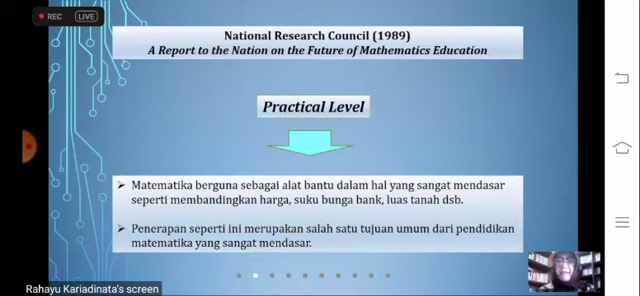 REC
LIVE
National Research Council (1989)
A Report to the Nation on the Future of Mathematics Education
Practical Level
➢ Matematika berguna sebagai alat bantu dalam hal yang sangat mendasar
seperti membandingkan harga, suku bunga bank, luas tanah dsb.
➢ Penerapan seperti ini merupakan salah satu tujuan umum dari pendidikan
matematika yang sangat mendasar.
Rahayu Kariadinata's screen